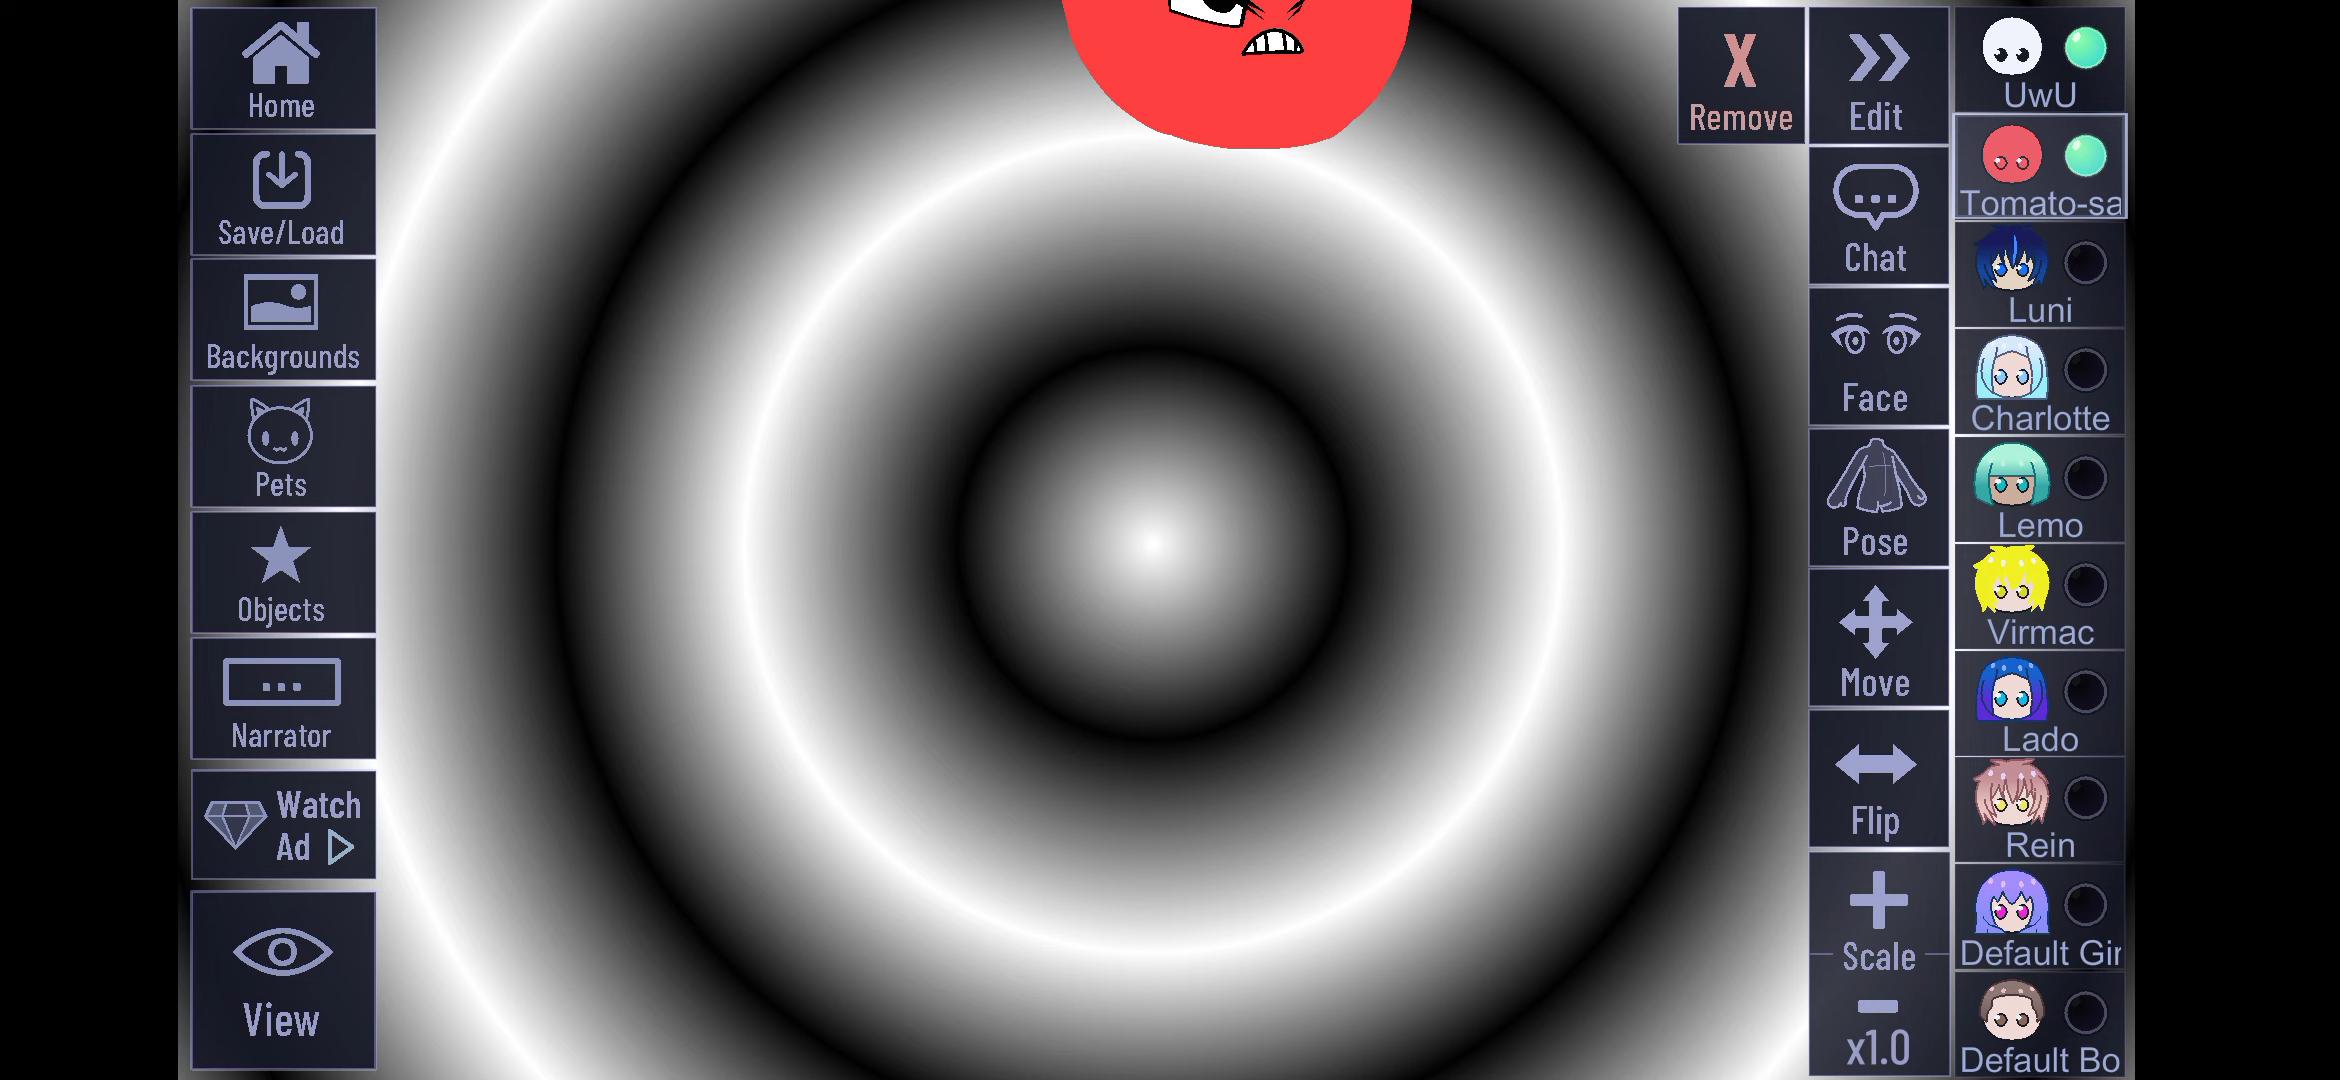 Home
Save/Load
Backgrounds
Pets
Objects
Narrator
Watch
Ad
View
X
Remove
Edit
Chat
Face
Pose
Move
Flip
Scale
x1.0
UwU
Tomato-sa
Luni
Charlotte
Lemo
Virmac
Lado
Rein
Default Gir
Default Bo